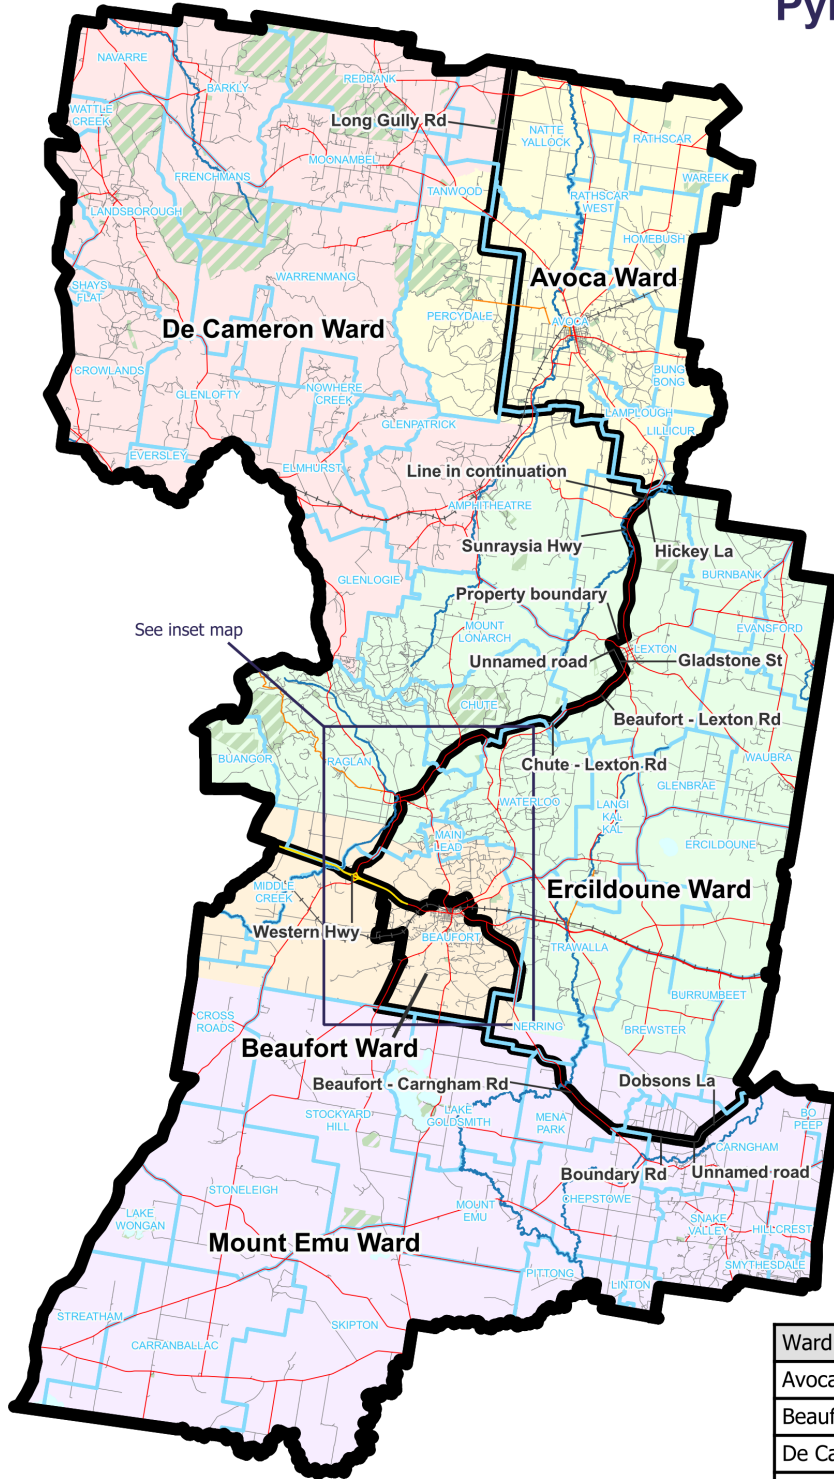 Pyr
NAVARRE
BARKLY
REDBANK
WATTLE
CREEK
Long Gully Rd
NATTE
YALLOCK
RATHSCAR
MOONAMBEL
FRENCHMANS
TANWOOD
WAREEK
LANDSBOROUGH
RATHSCAR
WEST
HOMEBUSH
WARRENMANG
Avoca Ward
SHAYS
FLAT
De Cameron Ward
PERCYDALE
AVOCA
CROWLANDS
BUNG
BONG
GLENLOFTY
NOWHERE
CREEK
GLENPATRICK
LAMPLOUGH
LILLICUR
EVERSLEY
ELMHURST
Line in continuation
AMPHITHEATRE
Sunraysia Hwy
Hickey La
GLENLOGIE
BURNBANK
Property boundary
See inset map
MOUNT
LONARCH
EVANSFORD
LEXTON
Unnamed road
Gladstone St
CHUTE
Beaufort - Lexton Rd
BUANGOR
RAGLAN
Chute - Lexton Rd
WAUBRA
WATERLOO
LANGI
KAL
KAL
GLENBRAE
MAIN
LEAD
ERCILDOUNE
MIDDLE
CREEK
Ercildoune Ward
Western Hwy
BEAUFORT
TRAWALLA
BURRUMBEET
CROSS
ROADS
NERRING
BREWSTER
Beaufort Ward
Beaufort - Carngham Rd
Dobsons La
STOCKYARD
HILL
LAKE
GOLDSMITH
MENA
PARK
BO
PEEP
CARNGHAM
Boundary Rd
Unnamed road
STONELEIGH
CHEPSTOWE
LAKE
WONGAN
MOUNT
EMU
SNAKE
VALLEY
HILLCREST
Mount Emu Ward
SMYTHESDALE
PITTONG
LINTON
STREATHAM
SKIPTON
CARRANBALLAC
Ward
Avoca
Beauf
De Ca